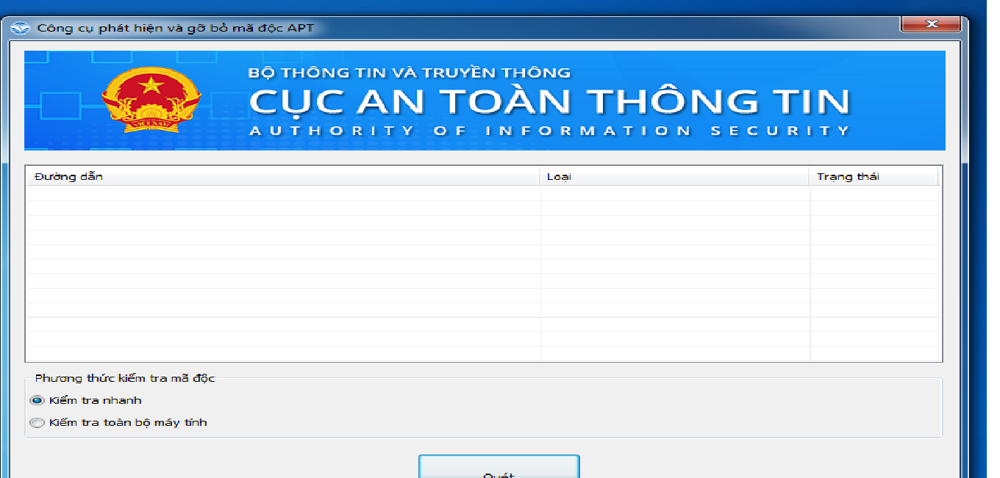 Công cụ phát hiện và gỡ bỏ mã độc APT
BỘ THÔNG TIN VÀ TRUYỀN THÔNG
CỤC AN TOÀN THÔNG TIN
AUTHORITY OF INFORMATION SECURITY
VIỆT NAM
Đường dẫn Loại Trạng thái
Phương thức kiểm tra mã độc
Kiểm tra nhanh
Kiểm tra toàn bộ máy tính
Quét